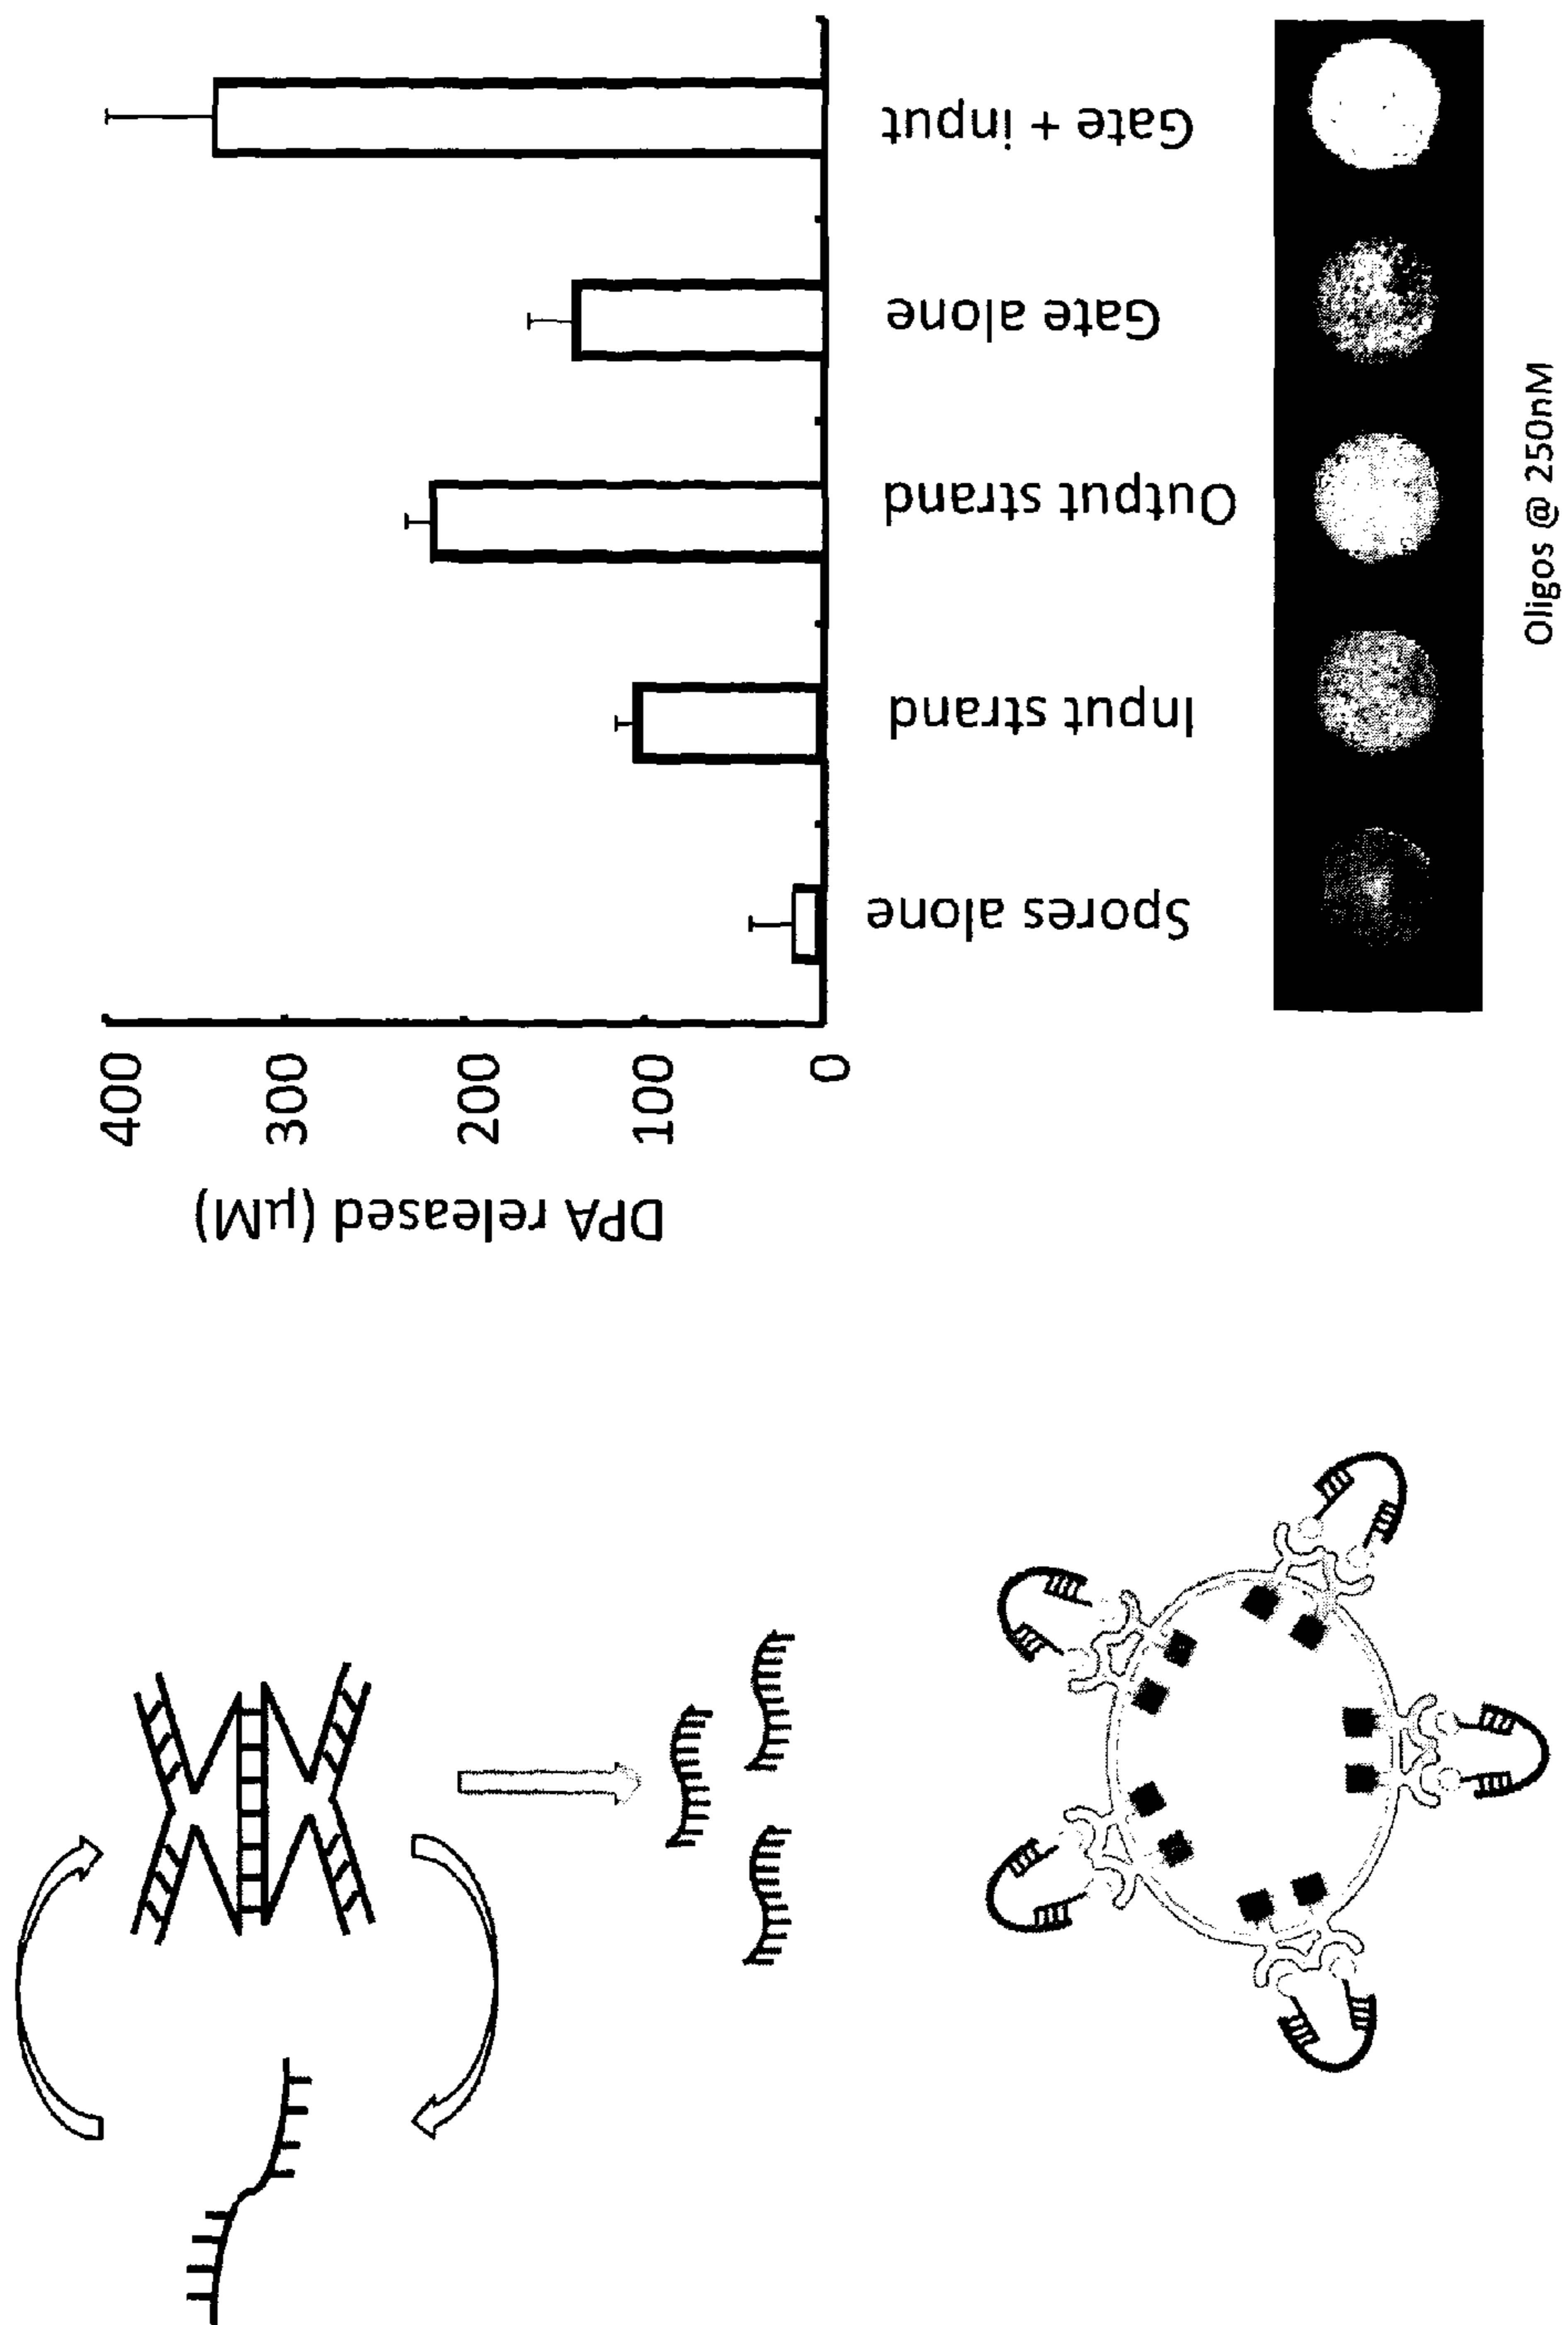 DPA released (µM)
400
300
200
100
0
Spores alone
Input strand
Output strand
Gate alone
Gate + input
Oligos @ 250nM